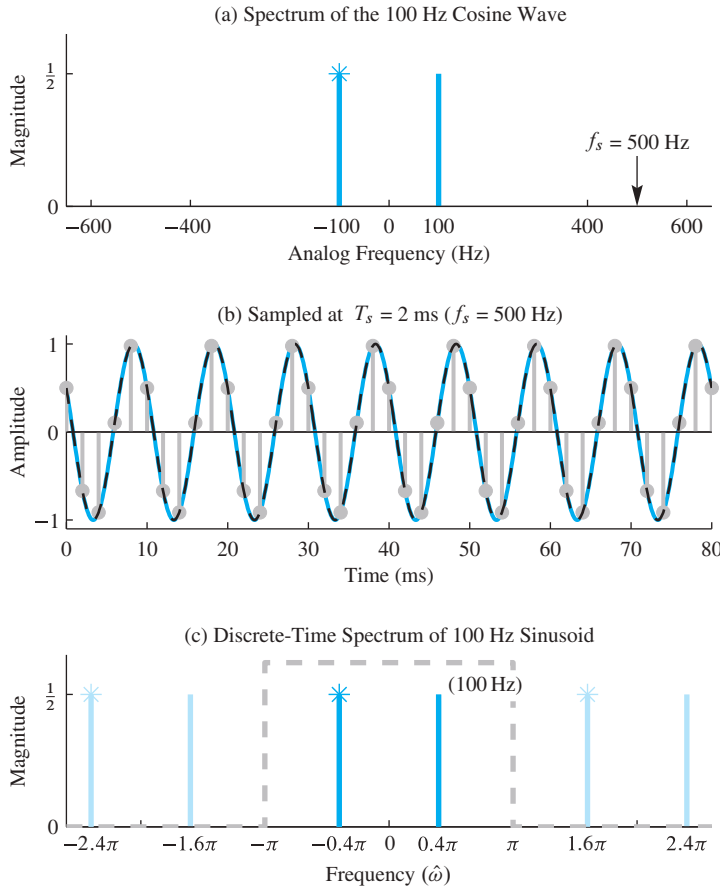 (a) Spectrum of the 100 Hz Cosine Wave
Magnitude
1/2
0
f_s = 500 Hz
−600 −400 −100 0 100 400 600
Analog Frequency (Hz)
(b) Sampled at T_s = 2 ms (f_s = 500 Hz)
Amplitude
1
0
−1
0 10 20 30 40 50 60 70 80
Time (ms)
(c) Discrete-Time Spectrum of 100 Hz Sinusoid
Magnitude
1/2
(100 Hz)
0
−2.4π −1.6π −π −0.4π 0 0.4π π 1.6π 2.4π
Frequency (ω̂)